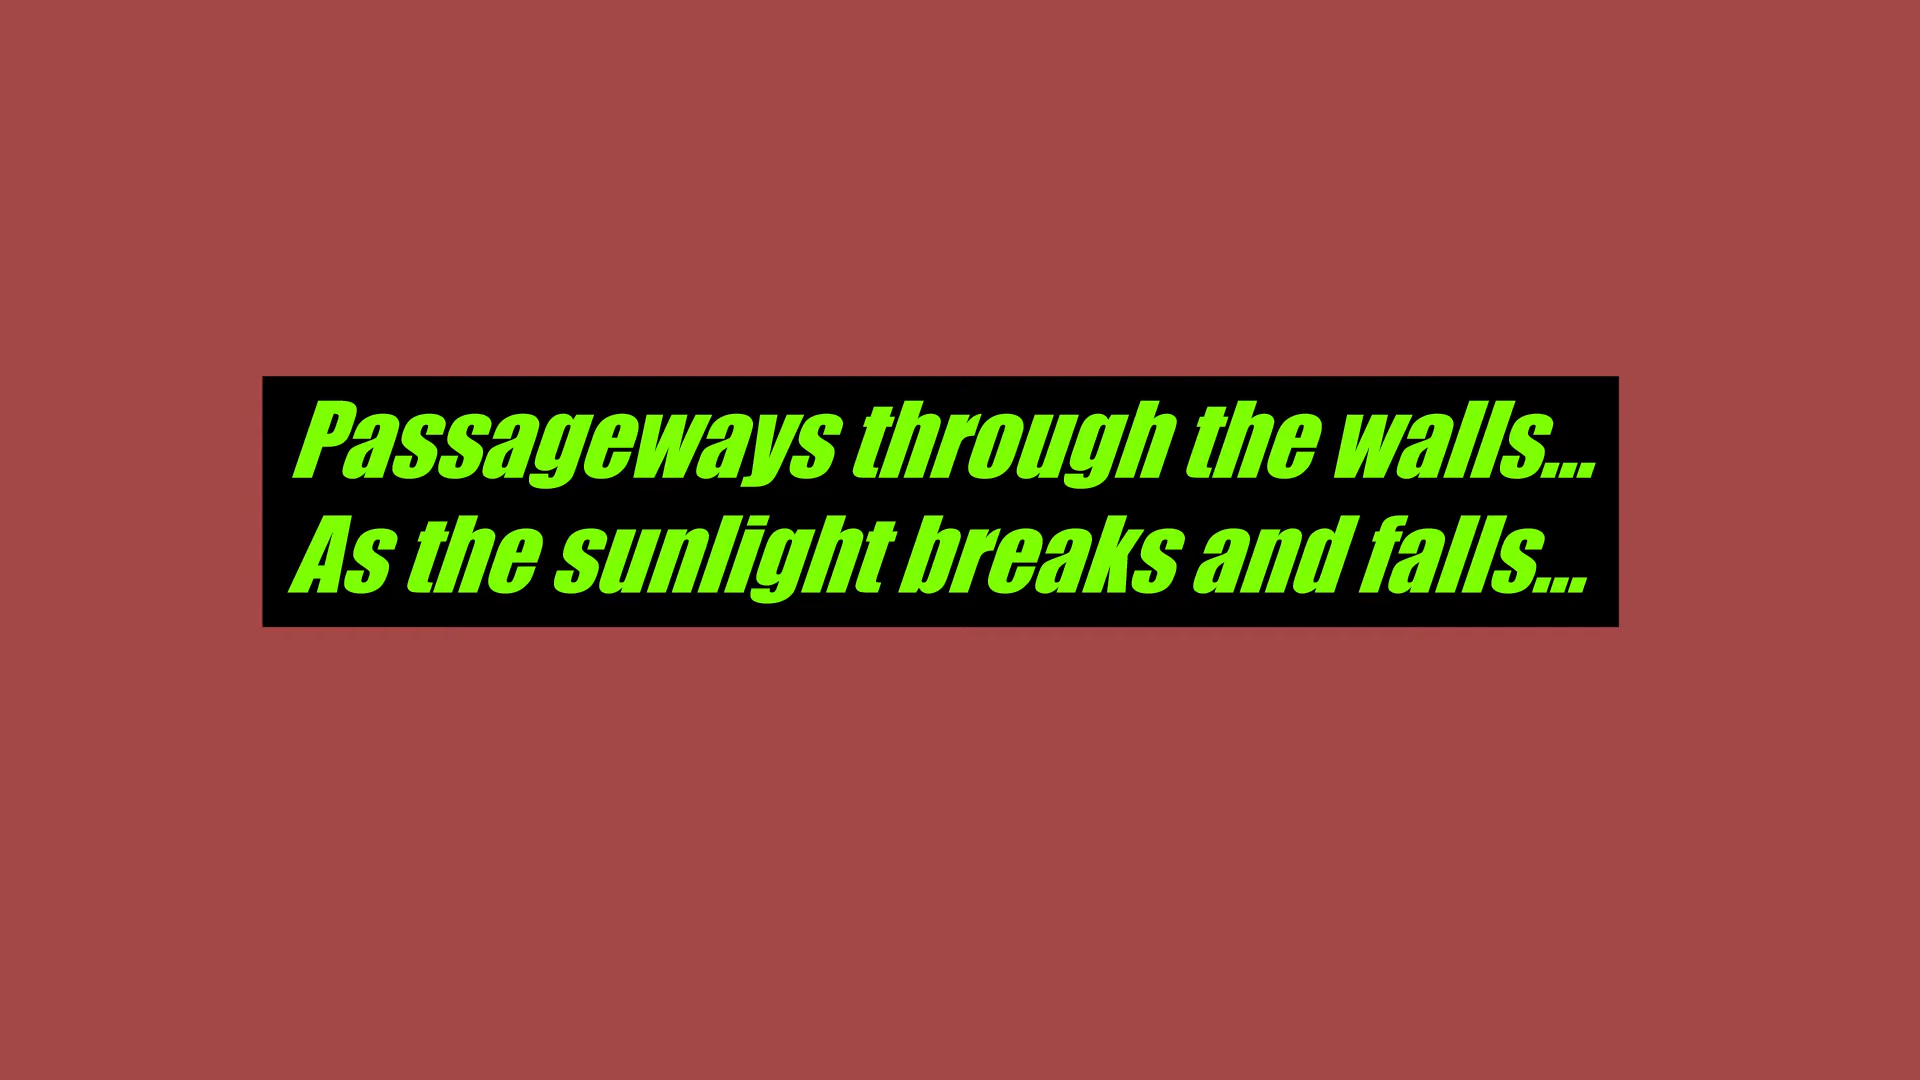 Passageways through the walls...
As the sunlight breaks and falls...